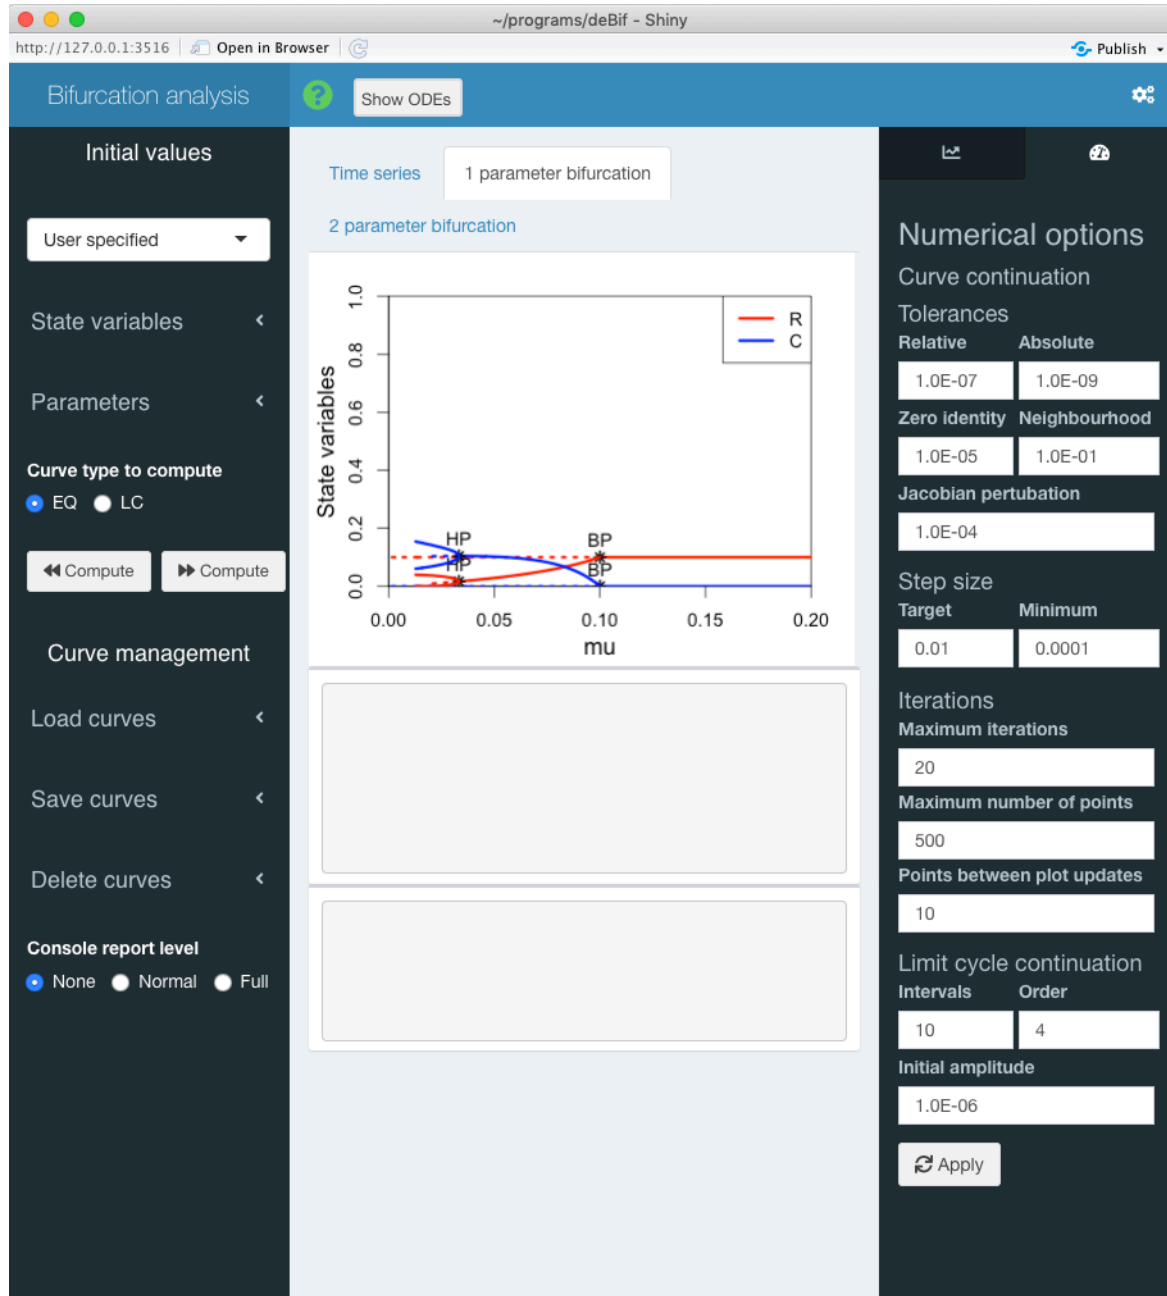 ~/programs/deBif - Shiny
http://127.0.0.1:3516 Open in Browser Publish
Bifurcation analysis
? Show ODEs
Initial values
User specified
State variables
Parameters
Curve type to compute
EQ LC
Compute Compute
Curve management
Load curves
Save curves
Delete curves
Console report level
None Normal Full
Time series 1 parameter bifurcation
2 parameter bifurcation
State variables
1.0
0.8
0.6
0.4
0.2
0.0
R
C
HP
HP
BP
BP
0.00 0.05 0.10 0.15 0.20
mu
Numerical options
Curve continuation
Tolerances
Relative Absolute
1.0E-07 1.0E-09
Zero identity Neighbourhood
1.0E-05 1.0E-01
Jacobian pertubation
1.0E-04
Step size
Target Minimum
0.01 0.0001
Iterations
Maximum iterations
20
Maximum number of points
500
Points between plot updates
10
Limit cycle continuation
Intervals Order
10 4
Initial amplitude
1.0E-06
Apply